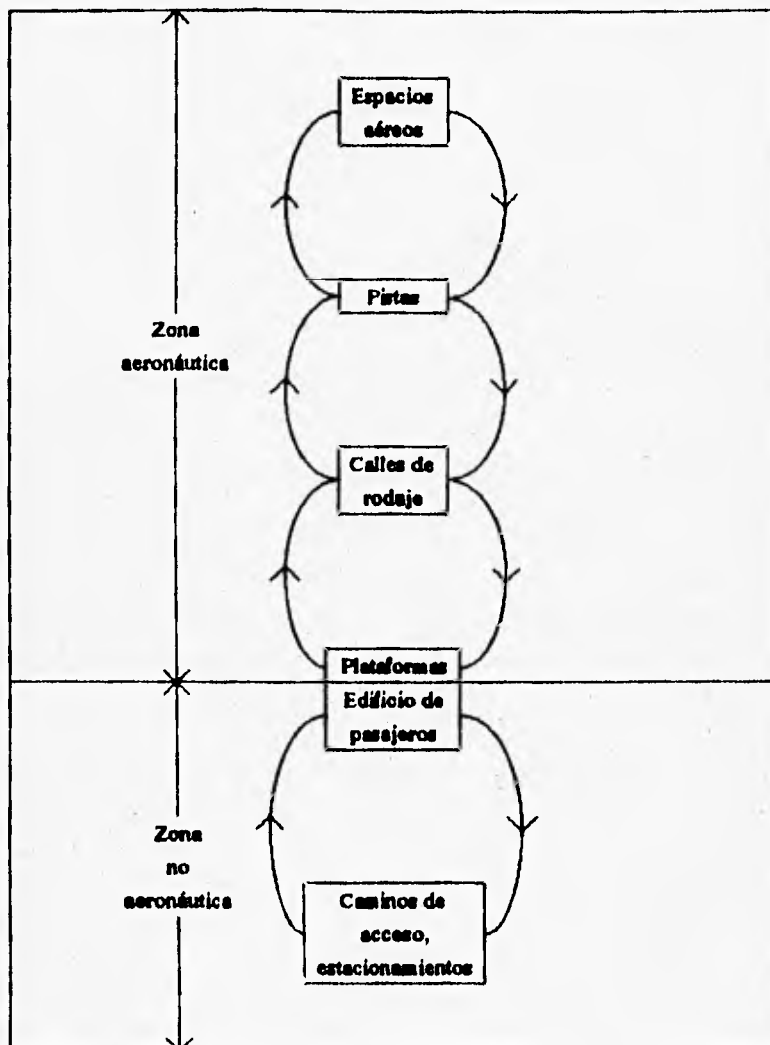 Espacios
aéreos
Pistas
Zona
aeronáutica
Calles de
rodaje
Plataformas
Edificio de
pasajeros
Zona
no
aeronáutica
Caminos de
acceso,
estacionamientos